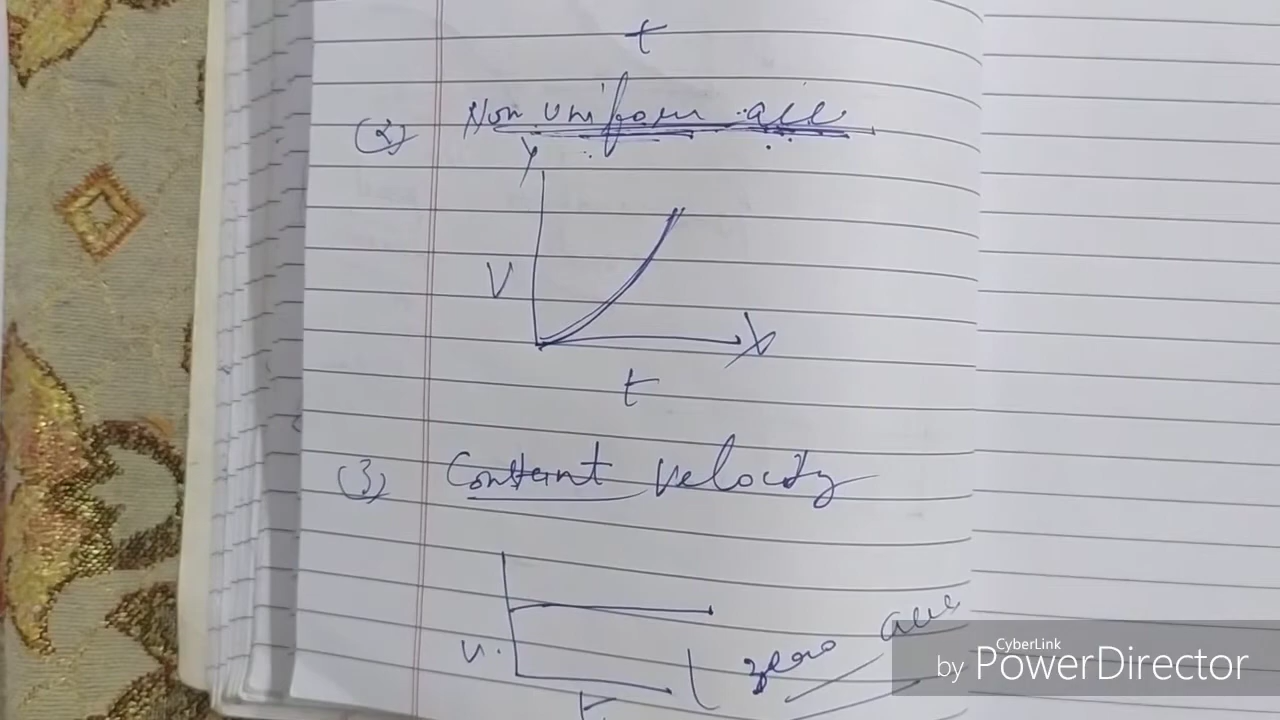 t
(2) Non uniform acc
Y
V
X
t
(3) Constant velocity
v.
t
zero acc
CyberLink
by PowerDirector